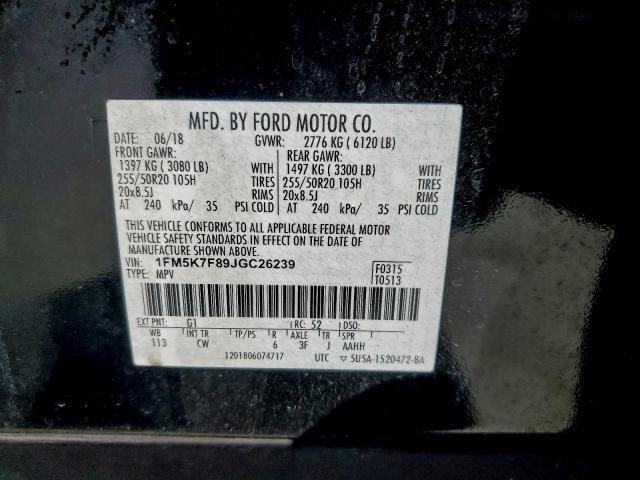 MFD. BY FORD MOTOR CO.
DATE: 06/18 GVWR: 2776 KG ( 6120 LB)
FRONT GAWR: REAR GAWR:
1397 KG ( 3080 LB) WITH 1497 KG ( 3300 LB) WITH
255/50R20 105H TIRES 255/50R20 105H TIRES
20x8.5J RIMS 20x8.5J RIMS
AT 240 kPa/ 35 PSI COLD AT 240 kPa/ 35 PSI COLD
THIS VEHICLE CONFORMS TO ALL APPLICABLE FEDERAL MOTOR
VEHICLE SAFETY STANDARDS IN EFFECT ON THE DATE OF
MANUFACTURE SHOWN ABOVE.
VIN: 1FM5K7F89JGC26239 F0315
TYPE: MPV T0513
EXT PNT: G1 RC: 52 DSO:
WB INT TR TP/PS R AXLE TR SPR
113 CW 6 3F J AAHH
1201806074717 UTC 5U5A-1520472-BA